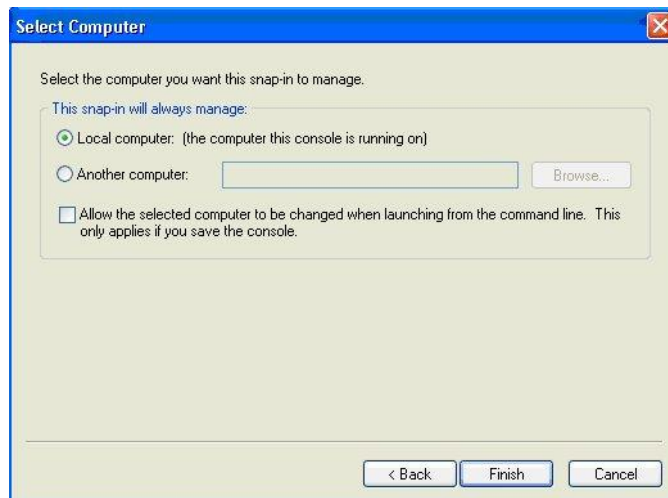 Select Computer
Select the computer you want this snap-in to manage.
This snap-in will always manage:
Local computer: (the computer this console is running on)
Another computer:
Browse...
Allow the selected computer to be changed when launching from the command line. This
only applies if you save the console.
< Back
Finish
Cancel